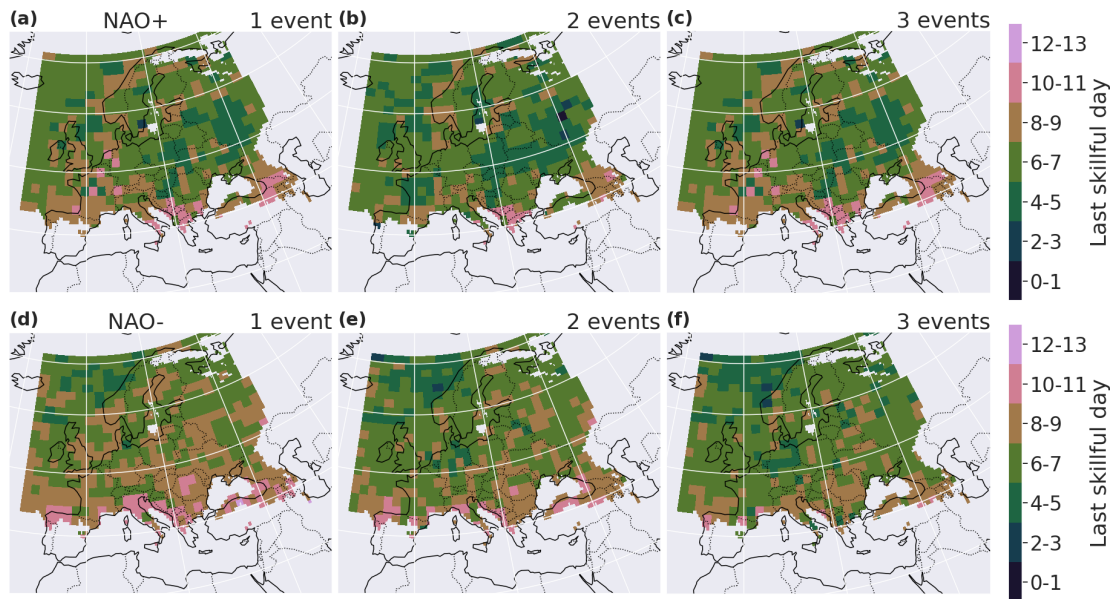 (a) NAO+ 1 event
(b) 2 events
(c) 3 events
12-13
10-11
8-9
6-7
4-5
2-3
0-1
Last skillful day
(d) NAO- 1 event
(e) 2 events
(f) 3 events
12-13
10-11
8-9
6-7
4-5
2-3
0-1
Last skillful day